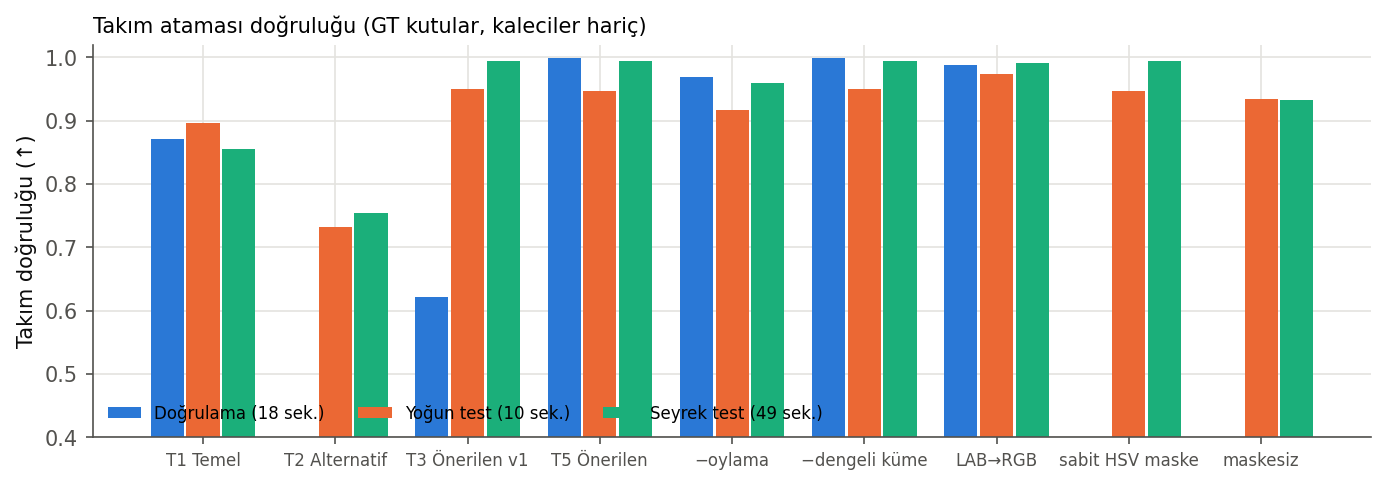 Takım ataması doğruluğu (GT kutular, kaleciler hariç)
Takım doğruluğu (↑)
1.0
0.9
0.8
0.7
0.6
0.5
0.4
Doğrulama (18 sek.) Yoğun test (10 sek.) Seyrek test (49 sek.)
T1 Temel T2 Alternatif T3 Önerilen v1 T5 Önerilen −oylama −dengeli küme LAB→RGB sabit HSV maske maskesiz